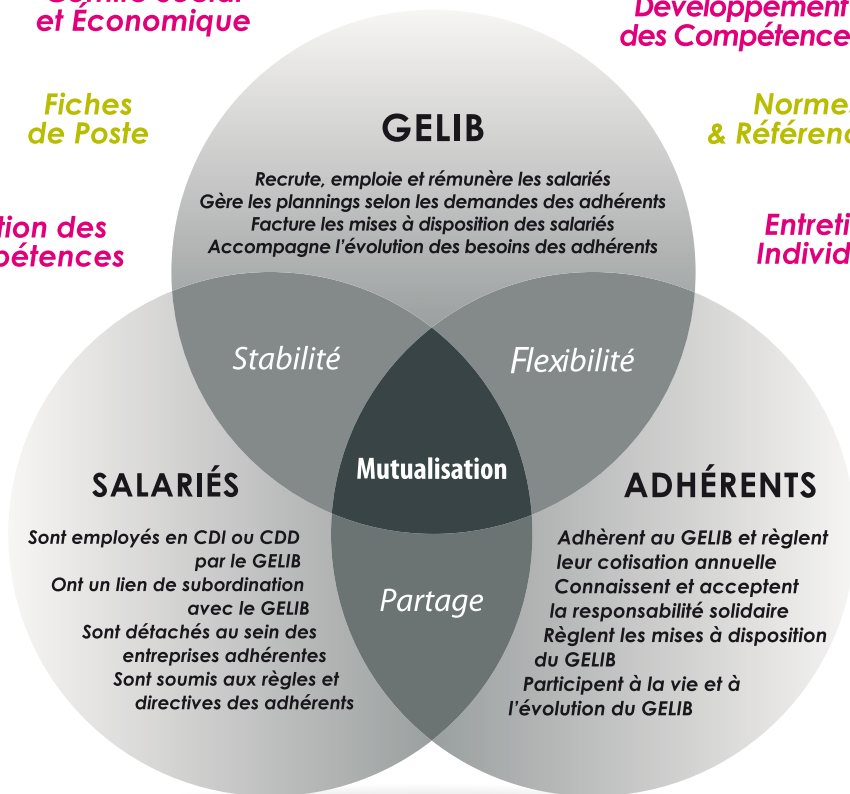 et Économique
Développement
des Compétence
Fiches
de Poste
& Référen
tion des
pétences
Entreti
Individ
GELIB
Recrute, emploie et rémunère les salariés
Gère les plannings selon les demandes des adhérents
Facture les mises à disposition des salariés
Accompagne l'évolution des besoins des adhérents
Stabilité
Flexibilité
Mutualisation
Partage
SALARIÉS
Sont employés en CDI ou CDD
par le GELIB
Ont un lien de subordination
avec le GELIB
Sont détachés au sein des
entreprises adhérentes
Sont soumis aux règles et
directives des adhérents
ADHÉRENTS
Adhèrent au GELIB et règlent
leur cotisation annuelle
Connaissent et acceptent
la responsabilité solidaire
Règlent les mises à disposition
du GELIB
Participent à la vie et à
l'évolution du GELIB